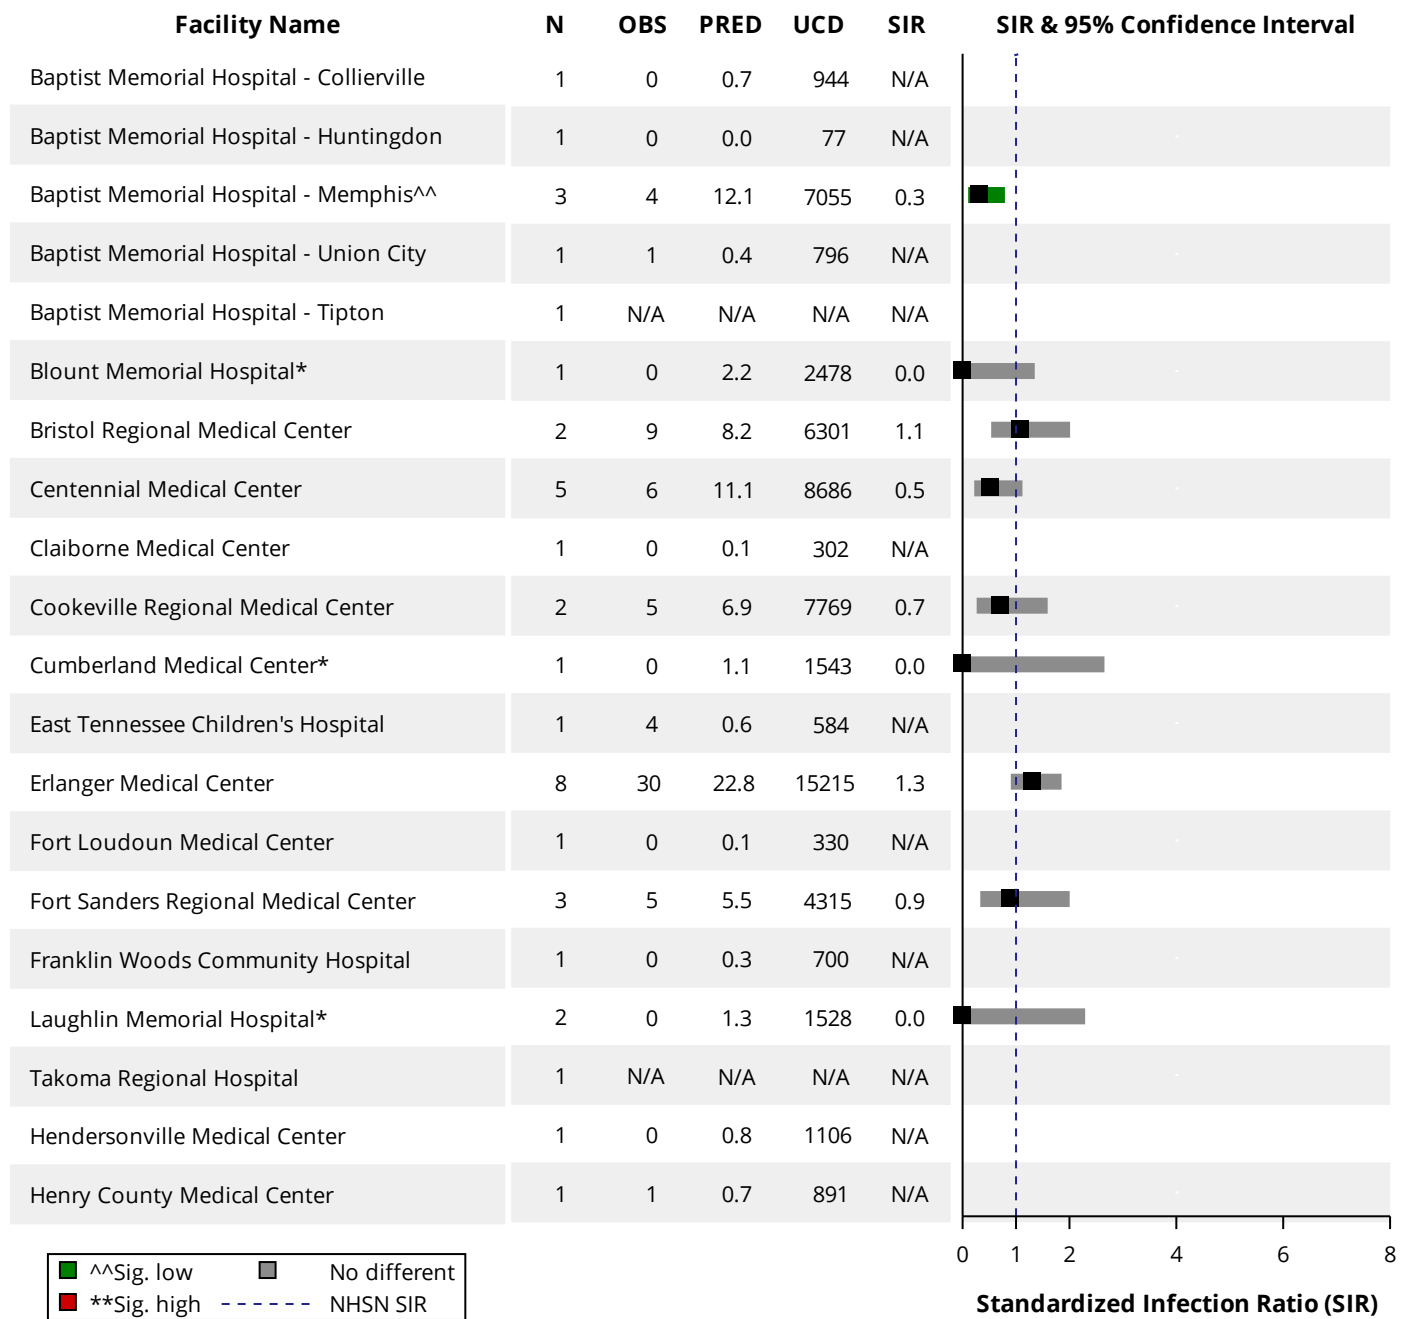 Facility Name N OBS PRED UCD SIR SIR & 95% Confidence Interval
Baptist Memorial Hospital - Collierville 1 0 0.7 944 N/A
Baptist Memorial Hospital - Huntingdon 1 0 0.0 77 N/A
Baptist Memorial Hospital - Memphis^^ 3 4 12.1 7055 0.3
Baptist Memorial Hospital - Union City 1 1 0.4 796 N/A
Baptist Memorial Hospital - Tipton 1 N/A N/A N/A N/A
Blount Memorial Hospital* 1 0 2.2 2478 0.0
Bristol Regional Medical Center 2 9 8.2 6301 1.1
Centennial Medical Center 5 6 11.1 8686 0.5
Claiborne Medical Center 1 0 0.1 302 N/A
Cookeville Regional Medical Center 2 5 6.9 7769 0.7
Cumberland Medical Center* 1 0 1.1 1543 0.0
East Tennessee Children's Hospital 1 4 0.6 584 N/A
Erlanger Medical Center 8 30 22.8 15215 1.3
Fort Loudoun Medical Center 1 0 0.1 330 N/A
Fort Sanders Regional Medical Center 3 5 5.5 4315 0.9
Franklin Woods Community Hospital 1 0 0.3 700 N/A
Laughlin Memorial Hospital* 2 0 1.3 1528 0.0
Takoma Regional Hospital 1 N/A N/A N/A N/A
Hendersonville Medical Center 1 0 0.8 1106 N/A
Henry County Medical Center 1 1 0.7 891 N/A
0 1 2 4 6 8
^^Sig. low No different
**Sig. high NHSN SIR
Standardized Infection Ratio (SIR)